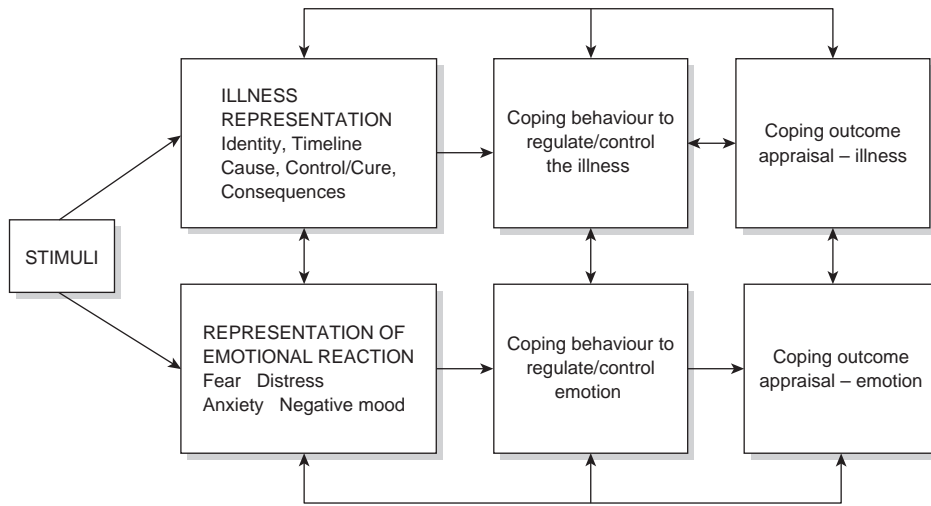 ILLNESS
REPRESENTATION
Identity, Timeline
Cause, Control/Cure,
Consequences
Coping behaviour to
regulate/control
the illness
Coping outcome
appraisal – illness
STIMULI
REPRESENTATION OF
EMOTIONAL REACTION
Fear Distress
Anxiety Negative mood
Coping behaviour to
regulate/control
emotion
Coping outcome
appraisal – emotion